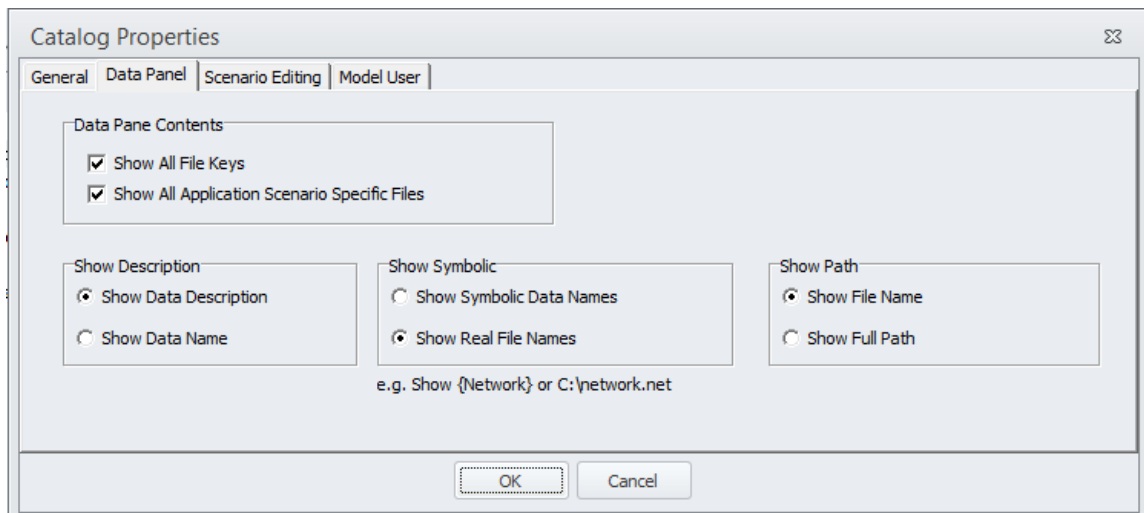 Catalog Properties
General Data Panel Scenario Editing Model User
Data Pane Contents
Show All File Keys
Show All Application Scenario Specific Files
Show Description Show Symbolic Show Path
Show Data Description Show Symbolic Data Names Show File Name
Show Data Name Show Real File Names Show Full Path
e.g. Show {Network} or C:\network.net
OK Cancel